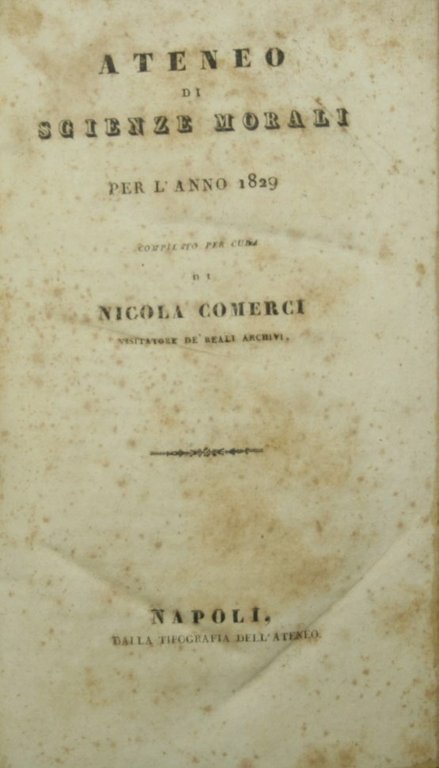 ATENEO
DI
SCIENZE MORALI
PER L'ANNO 1829
COMPILATO PER CURA
DI
NICOLA COMERCI
VISITATORE DE' REALI ARCHIVI,
NAPOLI,
DALLA TIPOGRAFIA DELL'ATENEO.